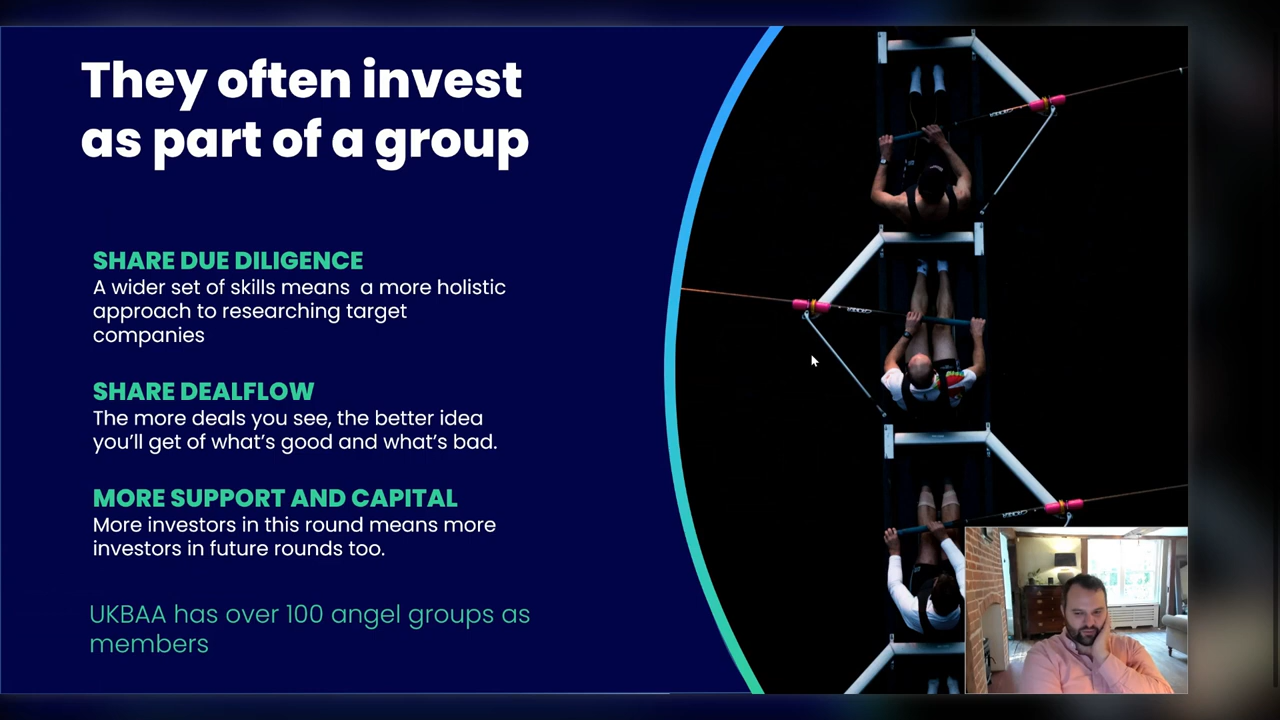 They often invest
as part of a group
SHARE DUE DILIGENCE
A wider set of skills means a more holistic
approach to researching target
companies
SHARE DEALFLOW
The more deals you see, the better idea
you'll get of what's good and what's bad.
MORE SUPPORT AND CAPITAL
More investors in this round means more
investors in future rounds too.
UKBAA has over 100 angel groups as
members